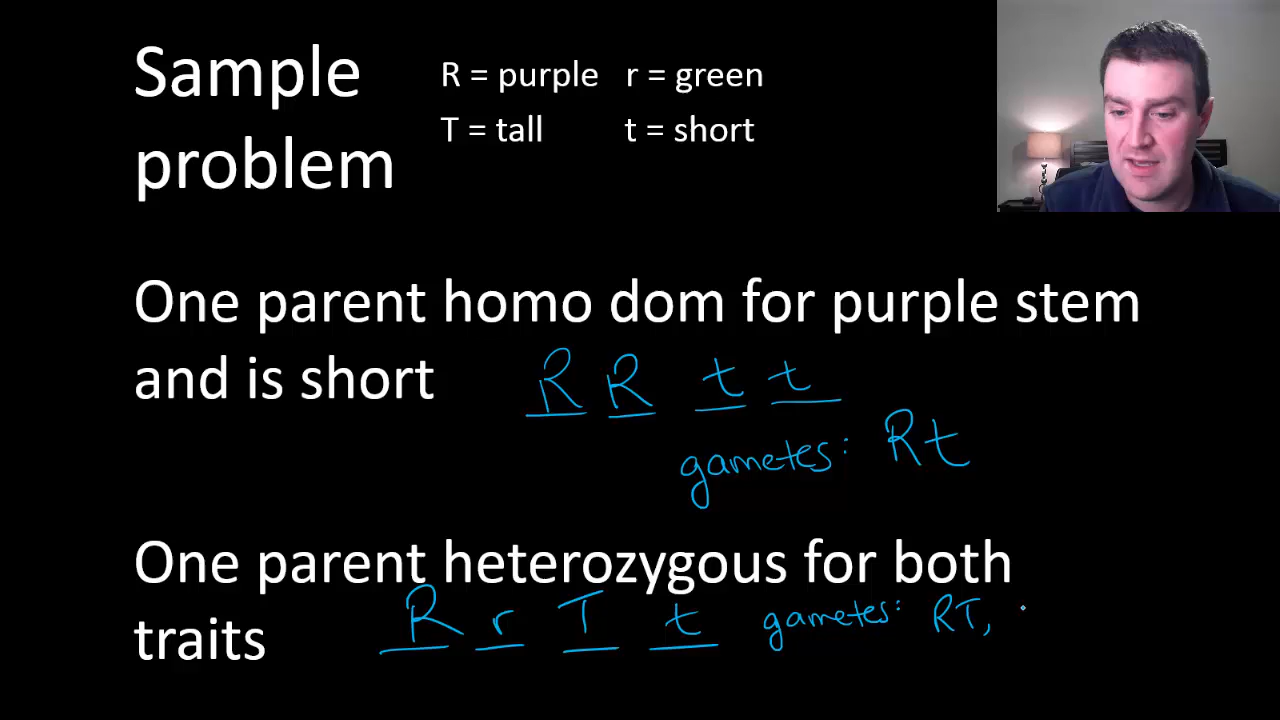 Sample problem
R = purple r = green
T = tall t = short
One parent homo dom for purple stem
and is short R R t t
gametes: Rt
One parent heterozygous for both
traits R r T t gametes: RT,